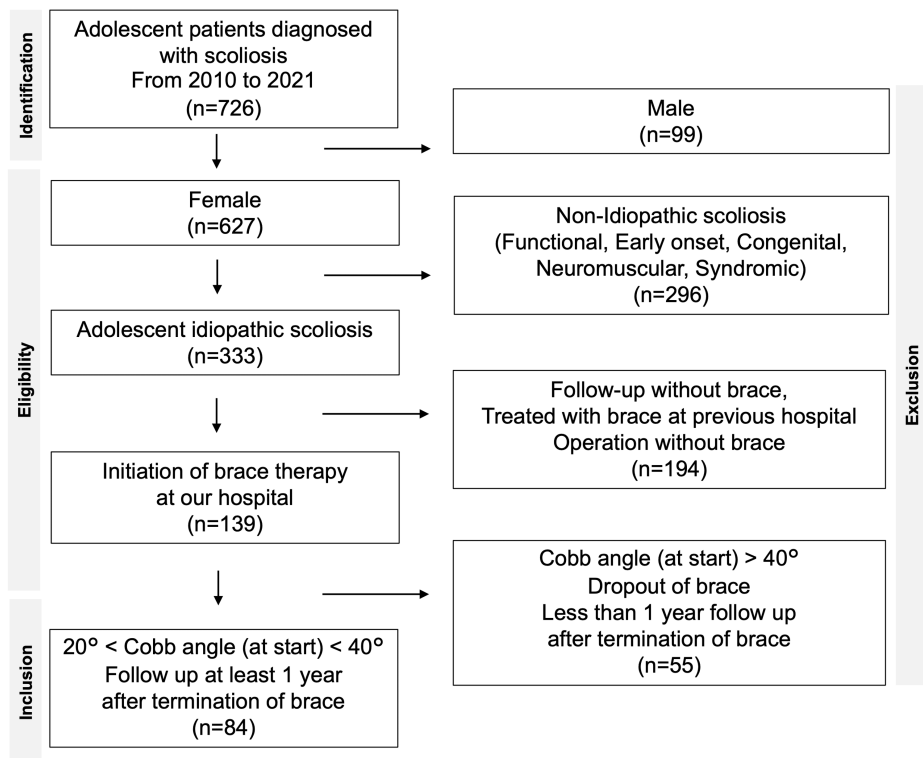 Identification
Adolescent patients diagnosed
with scoliosis
From 2010 to 2021
(n=726)
Male
(n=99)
Exclusion
Eligibility
Female
(n=627)
Non-Idiopathic scoliosis
(Functional, Early onset, Congenital,
Neuromuscular, Syndromic)
(n=296)
Adolescent idiopathic scoliosis
(n=333)
Follow-up without brace,
Treated with brace at previous hospital
Operation without brace
(n=194)
Initiation of brace therapy
at our hospital
(n=139)
Cobb angle (at start) > 40°
Dropout of brace
Less than 1 year follow up
after termination of brace
(n=55)
Inclusion
20° < Cobb angle (at start) < 40°
Follow up at least 1 year
after termination of brace
(n=84)